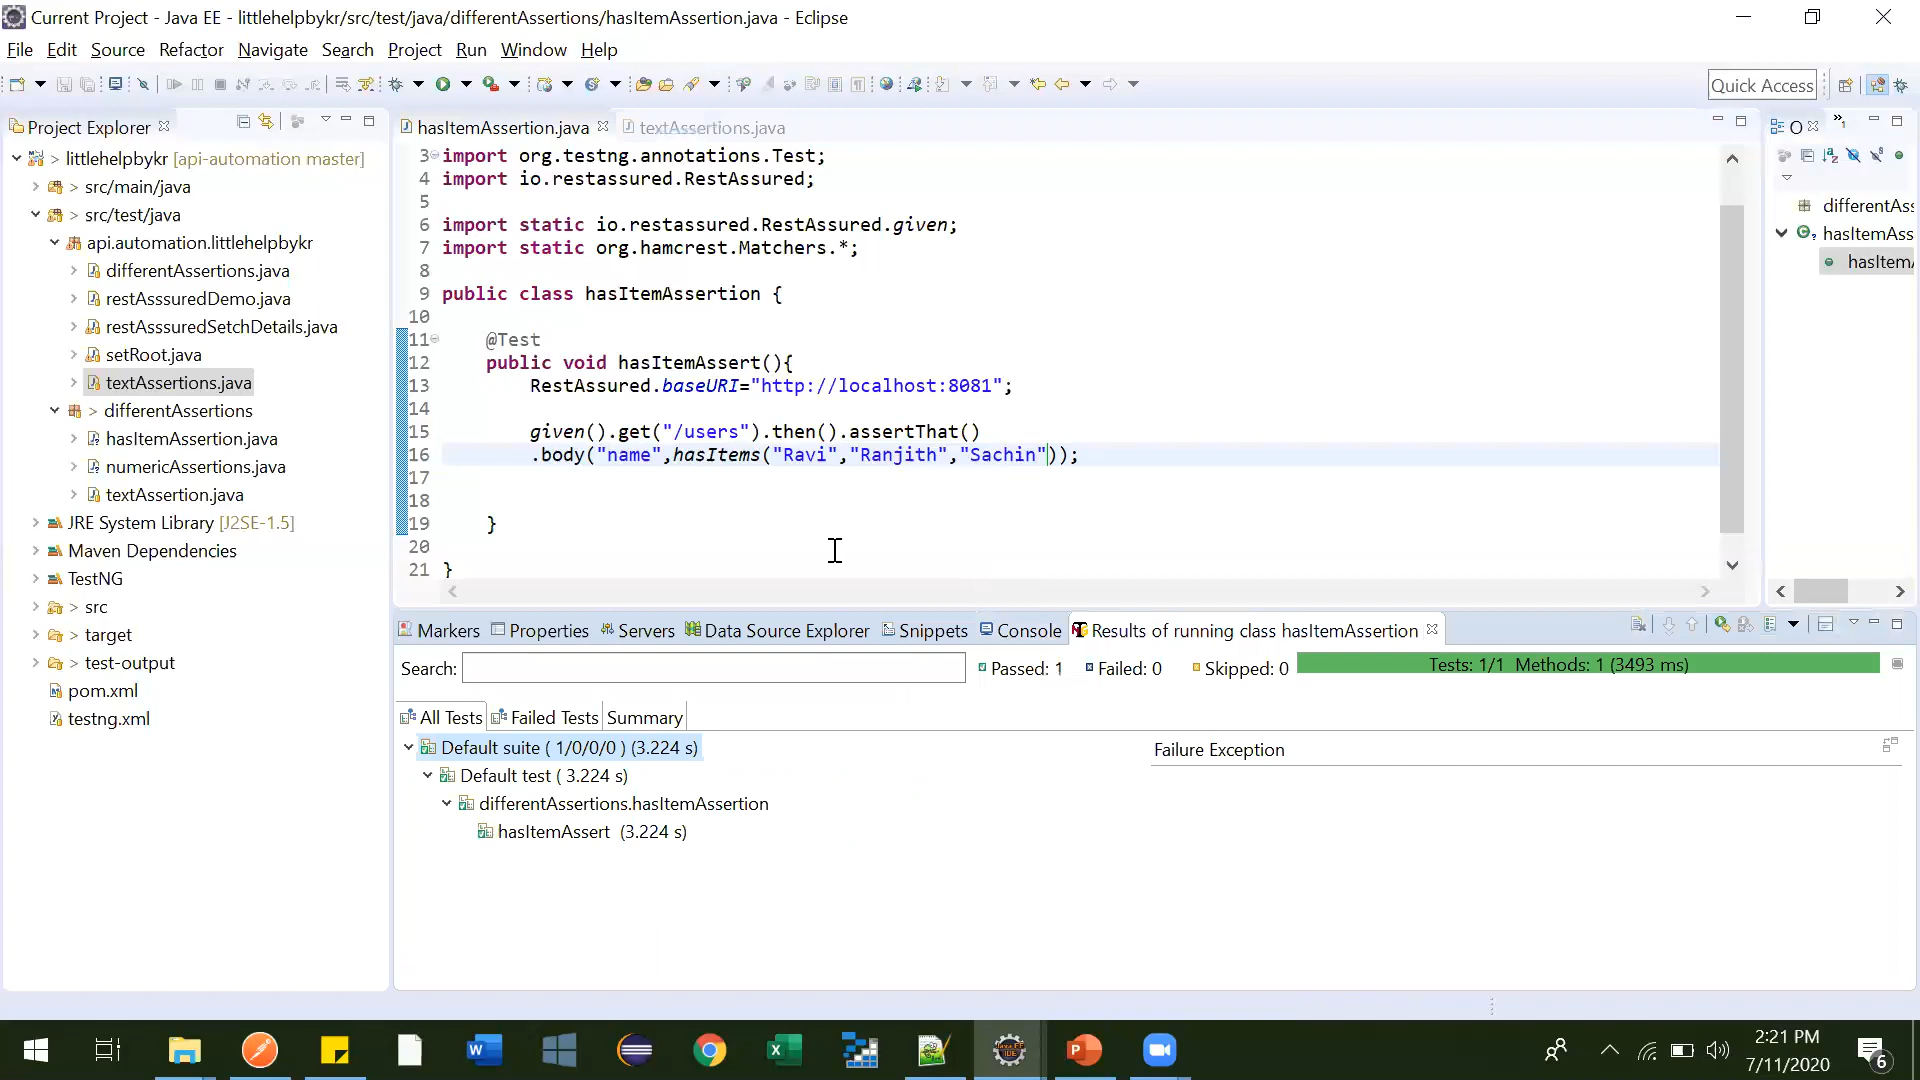 Current Project - Java EE - littlehelpbykr/src/test/java/differentAssertions/hasItemAssertion.java - Eclipse
File Edit Source Refactor Navigate Search Project Run Window Help
Quick Access
Project Explorer
littlehelpbykr [api-automation master]
> src/main/java
> src/test/java
api.automation.littlehelpbykr
differentAssertions.java
restAsssuredDemo.java
restAsssuredSetchDetails.java
setRoot.java
textAssertions.java
> differentAssertions
hasItemAssertion.java
numericAssertions.java
textAssertion.java
JRE System Library [J2SE-1.5]
Maven Dependencies
TestNG
> src
> target
> test-output
pom.xml
testng.xml
hasItemAssertion.java textAssertions.java
3 import org.testng.annotations.Test;
4 import io.restassured.RestAssured;
5
6 import static io.restassured.RestAssured.given;
7 import static org.hamcrest.Matchers.*;
8
9 public class hasItemAssertion {
10
11 @Test
12 public void hasItemAssert(){
13 RestAssured.baseURI="http://localhost:8081";
14
15 given().get("/users").then().assertThat()
16 .body("name",hasItems("Ravi","Ranjith","Sachin"));
17
18
19 }
20
21 }
O
differentAss
hasItemAss
hasItemA
Markers Properties Servers Data Source Explorer Snippets Console Results of running class hasItemAssertion
Search: Passed: 1 Failed: 0 Skipped: 0 Tests: 1/1 Methods: 1 (3493 ms)
All Tests Failed Tests Summary
Default suite ( 1/0/0/0 ) (3.224 s)
Default test ( 3.224 s)
differentAssertions.hasItemAssertion
hasItemAssert (3.224 s)
Failure Exception
2:21 PM
7/11/2020
6